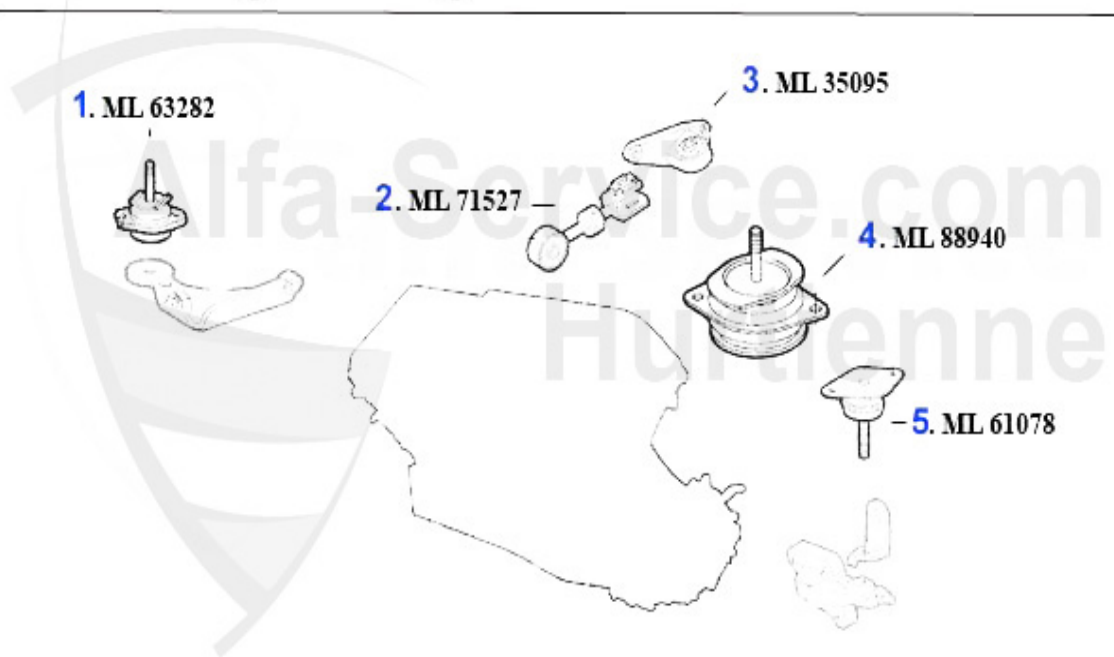 1. ML 63282
3. ML 35095
2. ML 71527
4. ML 88940
5. ML 61078
Alfa-Service.com
Hurtienne